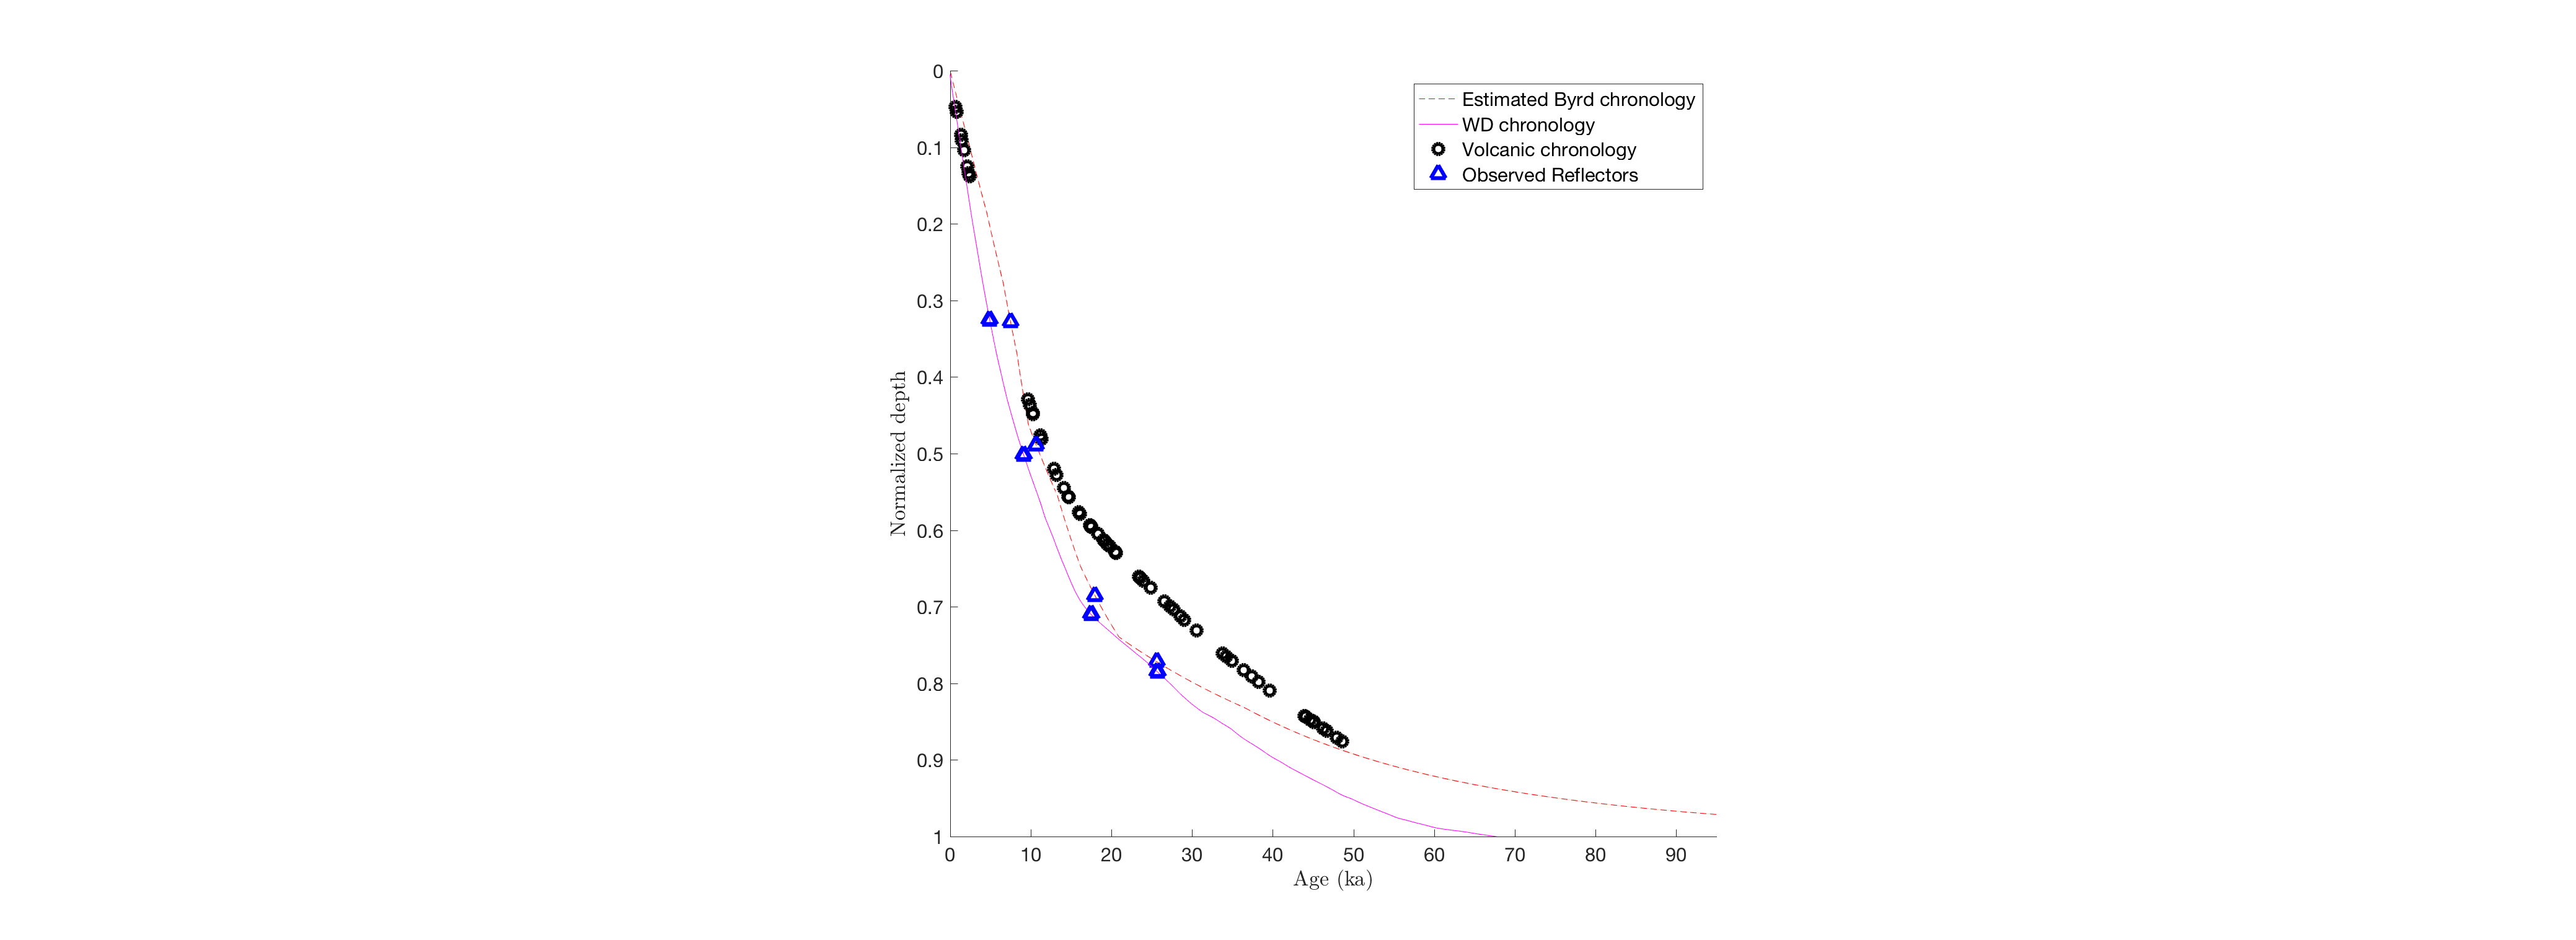 Estimated Byrd chronology
WD chronology
Volcanic chronology
Observed Reflectors
Normalized depth
0
0.1
0.2
0.3
0.4
0.5
0.6
0.7
0.8
0.9
1
0 10 20 30 40 50 60 70 80 90
Age (ka)